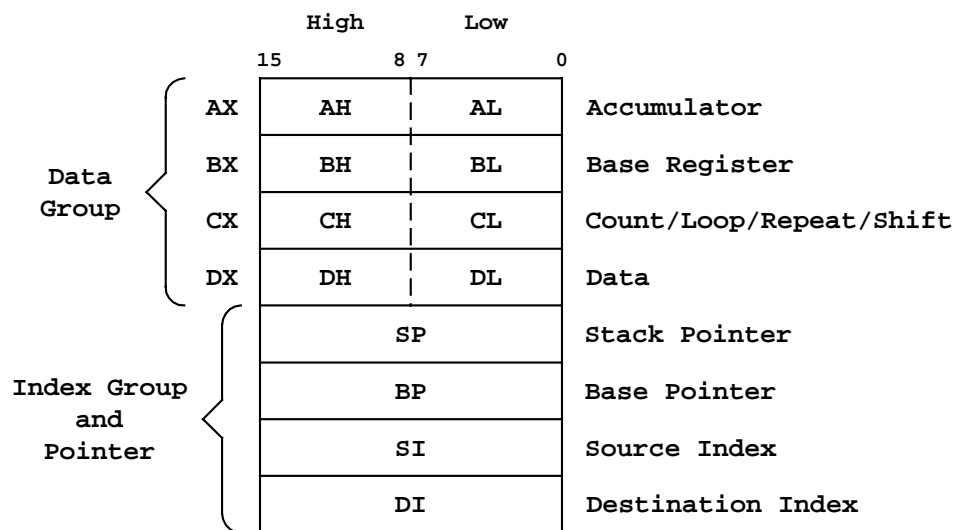 High Low
15 8 7 0
AX AH AL Accumulator
BX BH BL Base Register
Data
Group
CX CH CL Count/Loop/Repeat/Shift
DX DH DL Data
SP Stack Pointer
Index Group
and
Pointer
BP Base Pointer
SI Source Index
DI Destination Index